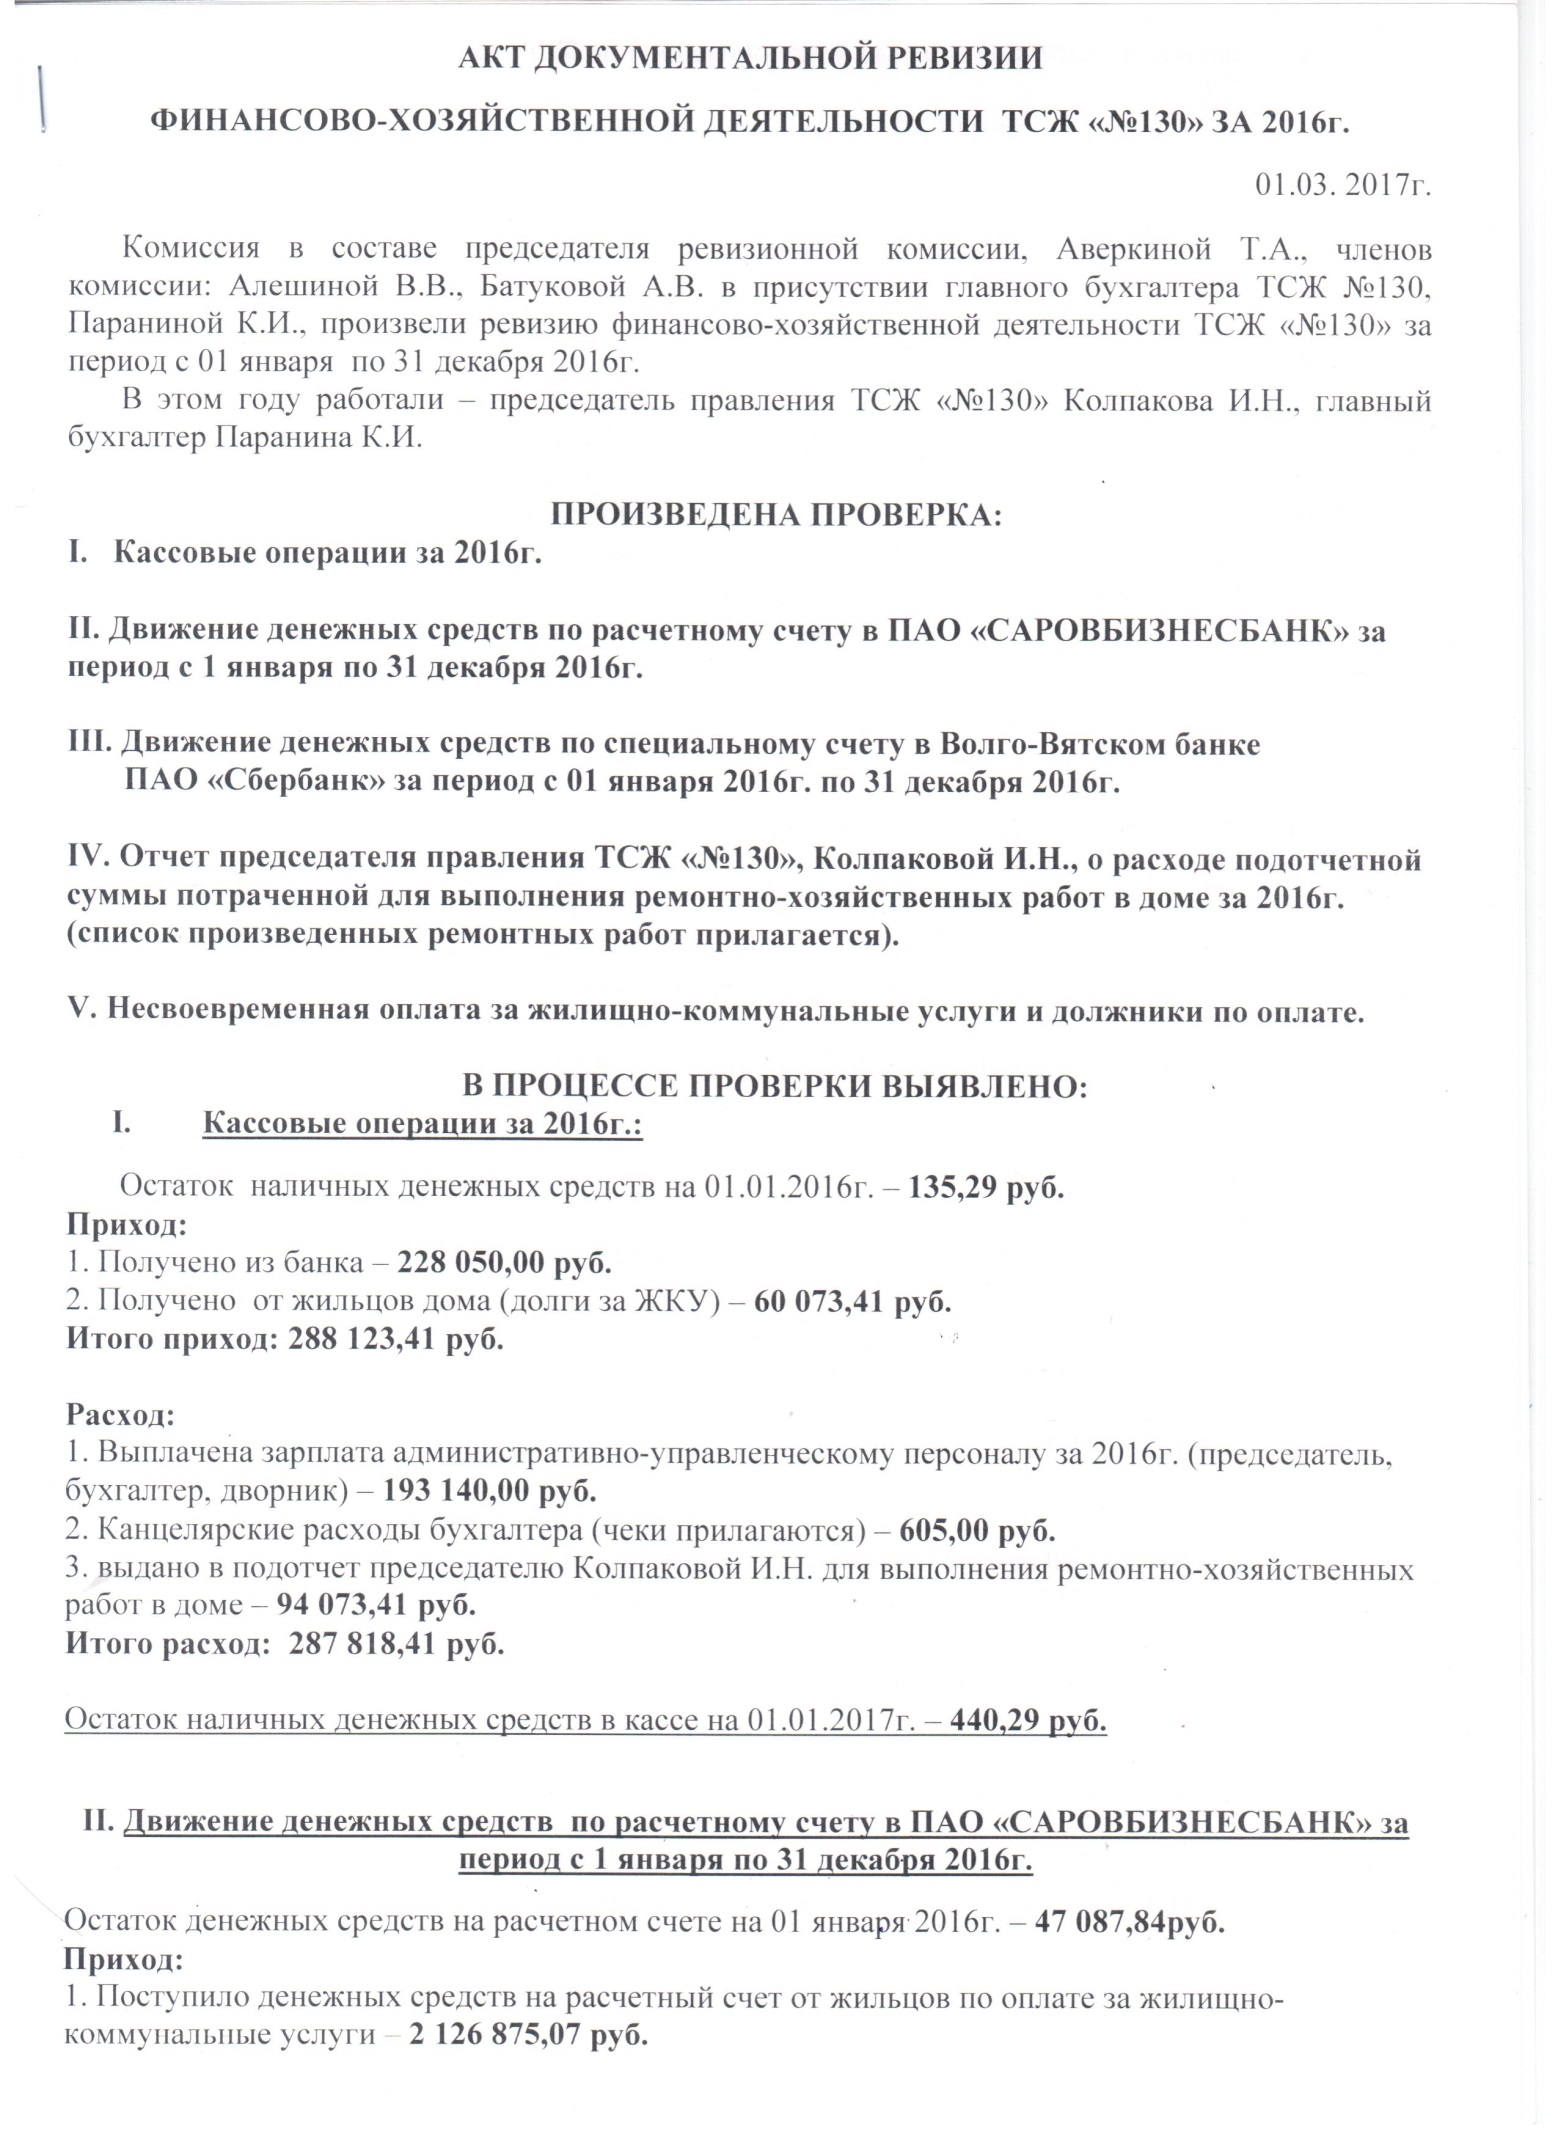 АКТ ДОКУМЕНТАЛЬНОЙ РЕВИЗИИ
ФИНАНСОВО-ХОЗЯЙСТВЕННОЙ ДЕЯТЕЛЬНОСТИ ТСЖ «№130» ЗА 2016г.
01.03. 2017г.
Комиссия в составе председателя ревизионной комиссии, Аверкиной Т.А., членов
комиссии: Алешиной В.В., Батуковой А.В. в присутствии главного бухгалтера ТСЖ №130,
Параниной К.И., произвели ревизию финансово-хозяйственной деятельности ТСЖ «№130» за
период с 01 января по 31 декабря 2016г.
В этом году работали – председатель правления ТСЖ «№130» Колпакова И.Н., главный
бухгалтер Паранина К.И.
ПРОИЗВЕДЕНА ПРОВЕРКА:
I. Кассовые операции за 2016г.
II. Движение денежных средств по расчетному счету в ПАО «САРОВБИЗНЕСБАНК» за
период с 1 января по 31 декабря 2016г.
III. Движение денежных средств по специальному счету в Волго-Вятском банке
ПАО «Сбербанк» за период с 01 января 2016г. по 31 декабря 2016г.
IV. Отчет председателя правления ТСЖ «№130», Колпаковой И.Н., о расходе подотчетной
суммы потраченной для выполнения ремонтно-хозяйственных работ в доме за 2016г.
(список произведенных ремонтных работ прилагается).
V. Несвоевременная оплата за жилищно-коммунальные услуги и должники по оплате.
В ПРОЦЕССЕ ПРОВЕРКИ ВЫЯВЛЕНО:
I. Кассовые операции за 2016г.:
Остаток наличных денежных средств на 01.01.2016г. – 135,29 руб.
Приход:
1. Получено из банка – 228 050,00 руб.
2. Получено от жильцов дома (долги за ЖКУ) – 60 073,41 руб.
Итого приход: 288 123,41 руб.
Расход:
1. Выплачена зарплата административно-управленческому персоналу за 2016г. (председатель,
бухгалтер, дворник) – 193 140,00 руб.
2. Канцелярские расходы бухгалтера (чеки прилагаются) – 605,00 руб.
3. выдано в подотчет председателю Колпаковой И.Н. для выполнения ремонтно-хозяйственных
работ в доме – 94 073,41 руб.
Итого расход: 287 818,41 руб.
Остаток наличных денежных средств в кассе на 01.01.2017г. – 440,29 руб.
II. Движение денежных средств по расчетному счету в ПАО «САРОВБИЗНЕСБАНК» за
период с 1 января по 31 декабря 2016г.
Остаток денежных средств на расчетном счете на 01 января 2016г. – 47 087,84руб.
Приход:
1. Поступило денежных средств на расчетный счет от жильцов по оплате за жилищно-
коммунальные услуги – 2 126 875,07 руб.